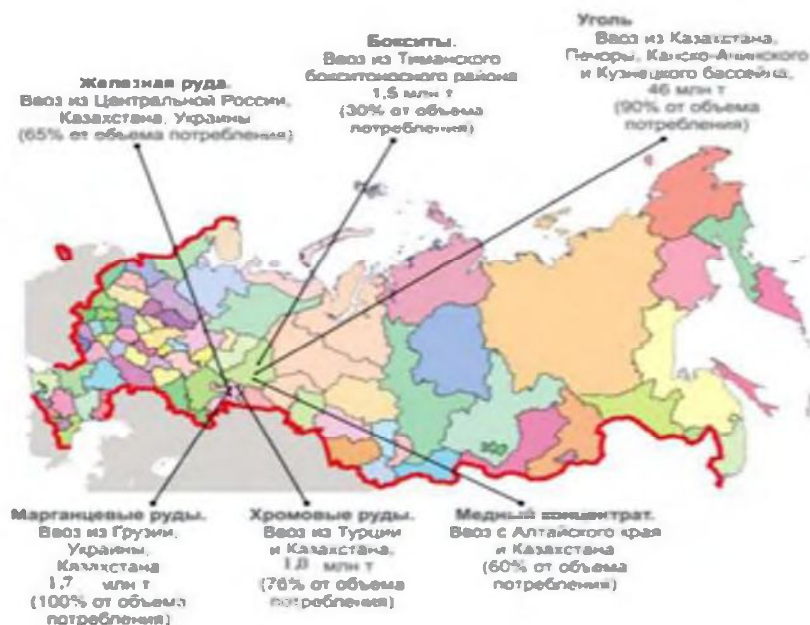 Железная руда.
Ввоз из Центральной России,
Казахстана, Украины
(65% от объема потребления)
Бокситы.
Ввоз из Тиманского
бокситоносного района
1,5 млн т
(30% от объема
потребления)
Уголь
Ввоз из Казахстана,
Печоры, Канско-Ачинского
и Кузнецкого бассейна,
46 млн т
(90% от объема
потребления)
Марганцевые руды.
Ввоз из Грузии,
Украины,
Казахстана
1,7 млн т
(100% от объема
потребления)
Хромовые руды.
Ввоз из Турции
и Казахстана,
млн т
(76% от объема
потребления)
Медный концентрат.
Ввоз с Алтайского края
и Казахстана
(60% от объема
потребления)